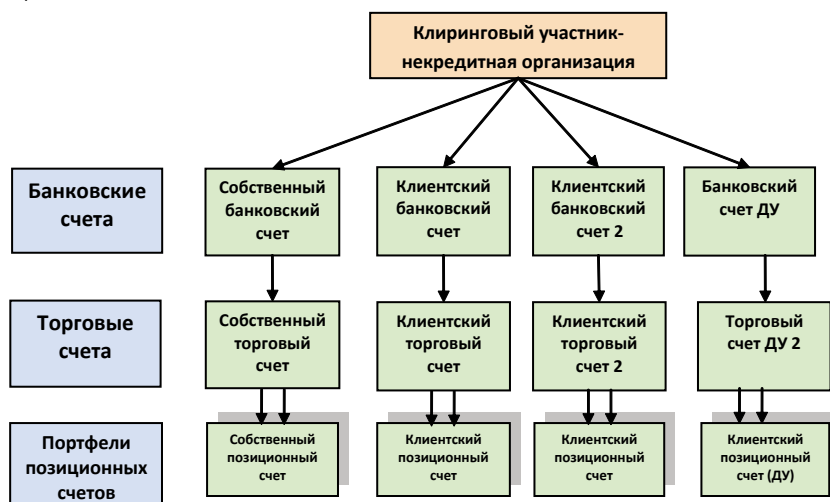 Клиринговый участник-
некредитная организация
Банковские
счета
Собственный
банковский
счет
Клиентский
банковский
счет
Клиентский
банковский
счет 2
Банковский
счет ДУ
Торговые
счета
Собственный
торговый
счет
Клиентский
торговый
счет
Клиентский
торговый
счет 2
Торговый
счет ДУ 2
Портфели
позиционных
счетов
Собственный
позиционный
счет
Клиентский
позиционный
счет
Клиентский
позиционный
счет
Клиентский
позиционный
счет (ДУ)